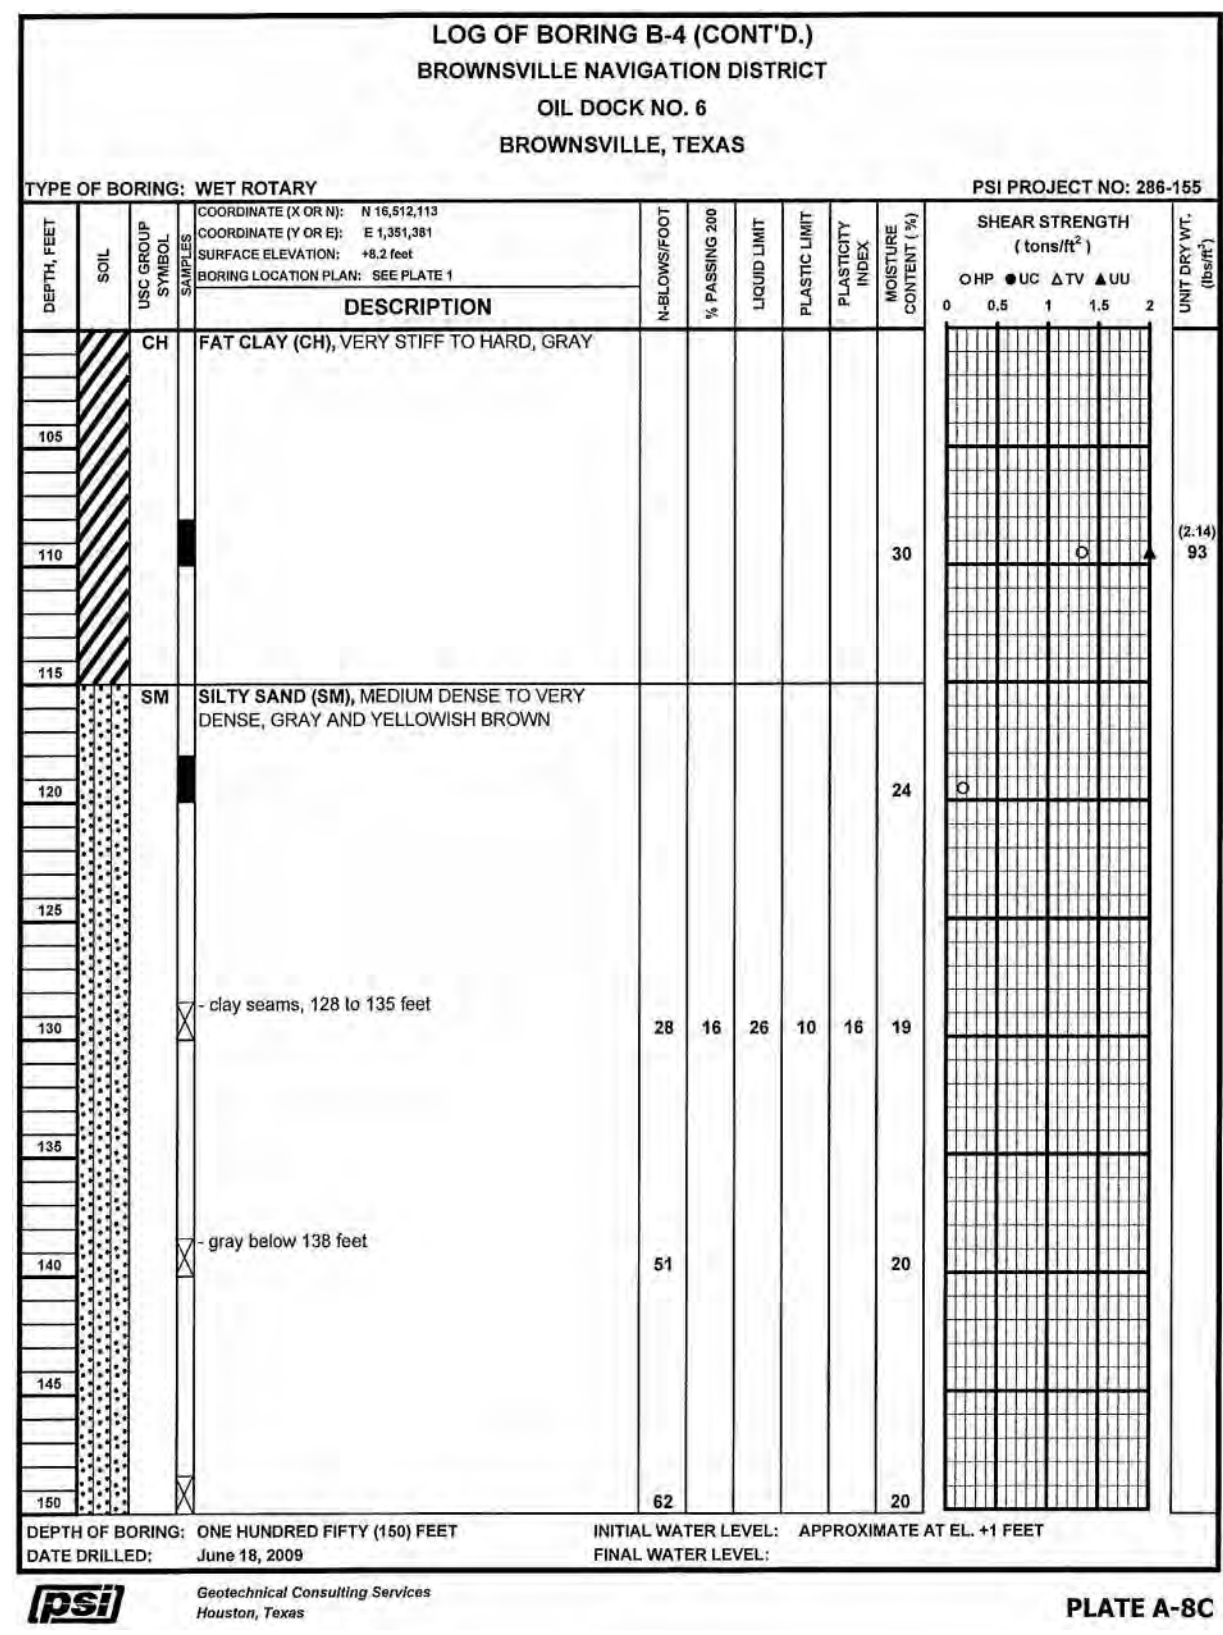 LOG OF BORING B-4 (CONT'D.)
BROWNSVILLE NAVIGATION DISTRICT
OIL DOCK NO. 6
BROWNSVILLE, TEXAS
TYPE OF BORING: WET ROTARY PSI PROJECT NO: 286-155
DEPTH, FEET
SOIL
USC GROUP
SYMBOL
SAMPLES
COORDINATE (X OR N): N 16,512,113
COORDINATE (Y OR E): E 1,351,381
SURFACE ELEVATION: +8.2 feet
BORING LOCATION PLAN: SEE PLATE 1
DESCRIPTION
N-BLOWS/FOOT
% PASSING 200
LIQUID LIMIT
PLASTIC LIMIT
PLASTICITY
INDEX
MOISTURE
CONTENT (%)
SHEAR STRENGTH
(tons/ft²)
○HP ●UC △TV ▲UU
0 0.5 1 1.5 2
UNIT DRY WT.
(lbs/ft³)
CH FAT CLAY (CH), VERY STIFF TO HARD, GRAY
105
(2.14)
110 30 93
115
SM SILTY SAND (SM), MEDIUM DENSE TO VERY
DENSE, GRAY AND YELLOWISH BROWN
120 24
125
- clay seams, 128 to 135 feet
130 28 16 26 10 16 19
135
- gray below 138 feet
140 51 20
145
150 62 20
DEPTH OF BORING: ONE HUNDRED FIFTY (150) FEET INITIAL WATER LEVEL: APPROXIMATE AT EL. +1 FEET
DATE DRILLED: June 18, 2009 FINAL WATER LEVEL:
psi
Geotechnical Consulting Services
Houston, Texas
PLATE A-8C